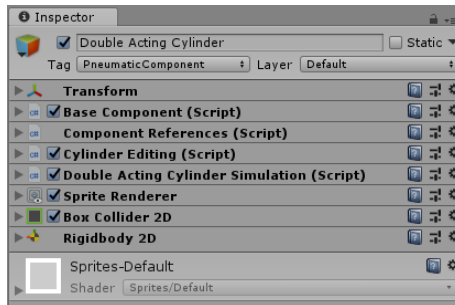 Inspector
Double Acting Cylinder Static
Tag PneumaticComponent Layer Default
Transform
Base Component (Script)
Component References (Script)
Cylinder Editing (Script)
Double Acting Cylinder Simulation (Script)
Sprite Renderer
Box Collider 2D
Rigidbody 2D
Sprites-Default
Shader Sprites/Default